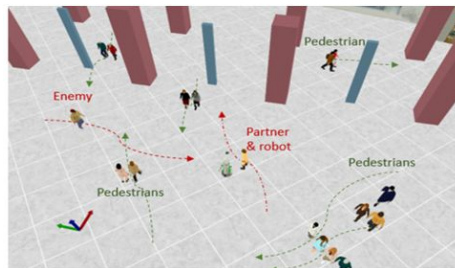 Pedestrian
Enemy
Partner
& robot
Pedestrians
Pedestrians